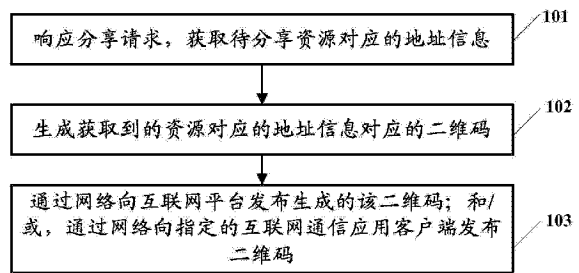 响应分享请求，获取待分享资源对应的地址信息
101
生成获取到的资源对应的地址信息对应的二维码
102
通过网络向互联网平台发布生成的该二维码；和/
或，通过网络向指定的互联网通信应用客户端发布
二维码
103